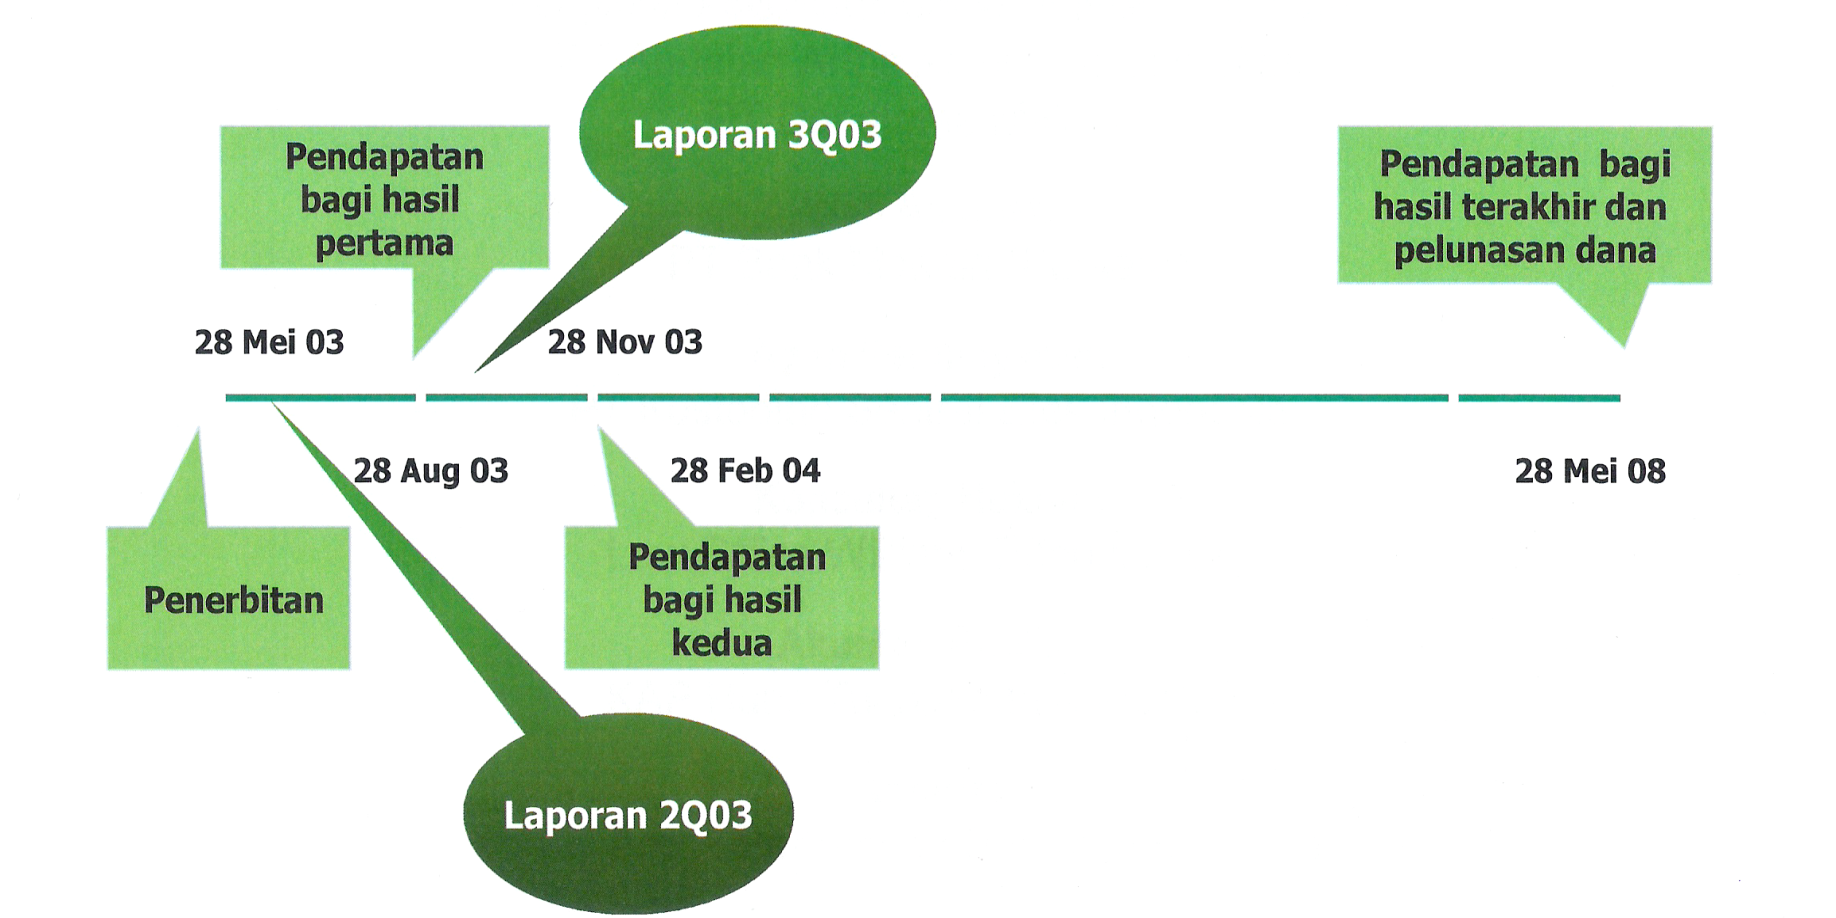 Laporan 3Q03
Pendapatan
bagi hasil
pertama
Pendapatan bagi
hasil terakhir dan
pelunasan dana
28 Mei 03
28 Nov 03
28 Aug 03
28 Feb 04
28 Mei 08
Penerbitan
Pendapatan
bagi hasil
kedua
Laporan 2Q03